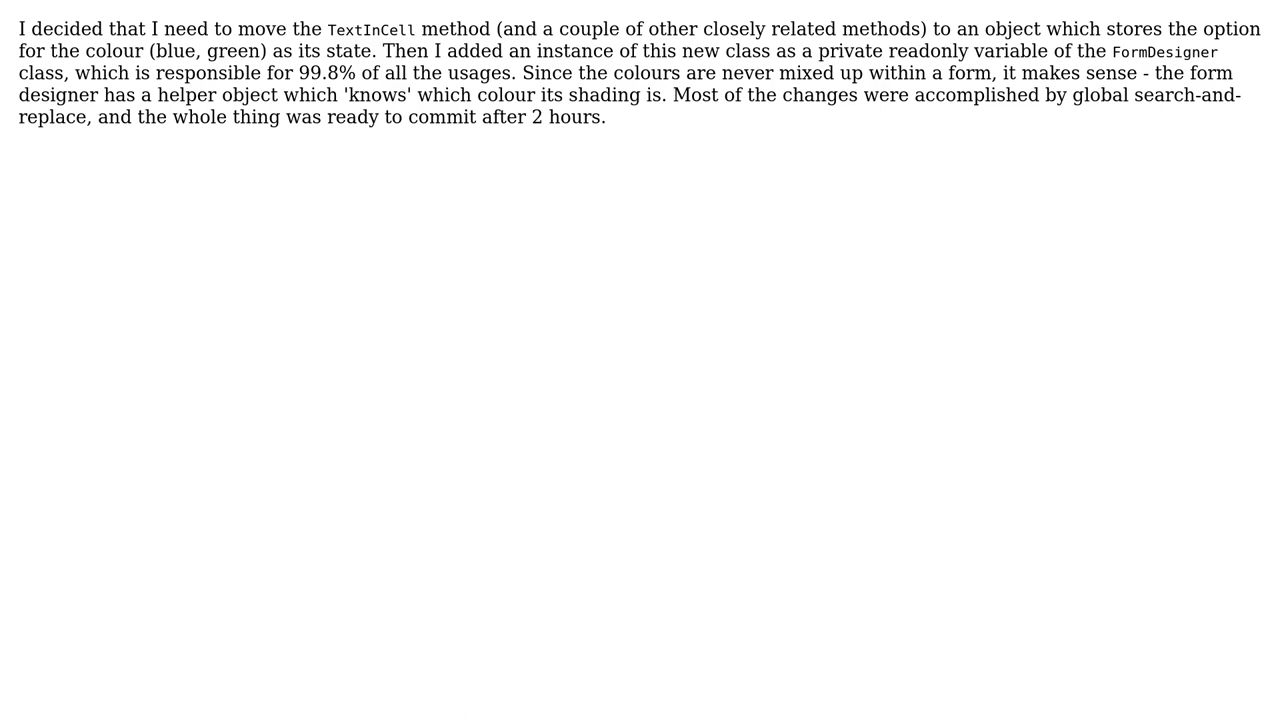 I decided that I need to move the TextInCell method (and a couple of other closely related methods) to an object which stores the option
for the colour (blue, green) as its state. Then I added an instance of this new class as a private readonly variable of the FormDesigner
class, which is responsible for 99.8% of all the usages. Since the colours are never mixed up within a form, it makes sense - the form
designer has a helper object which 'knows' which colour its shading is. Most of the changes were accomplished by global search-and-
replace, and the whole thing was ready to commit after 2 hours.